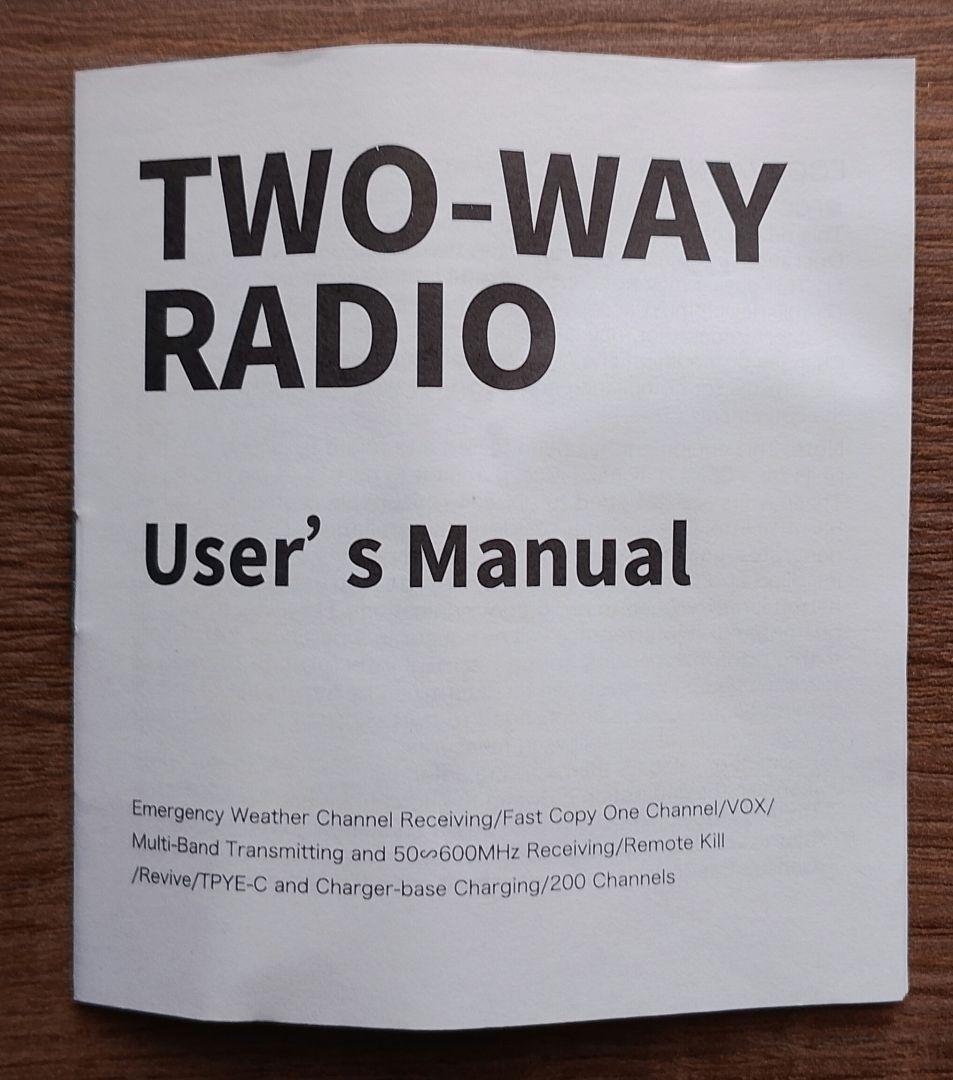 TWO-WAY
RADIO
User’ s Manual
Emergency Weather Channel Receiving/Fast Copy One Channel/VOX/
Multi-Band Transmitting and 50∽600MHz Receiving/Remote Kill
/Revive/TPYE-C and Charger-base Charging/200 Channels